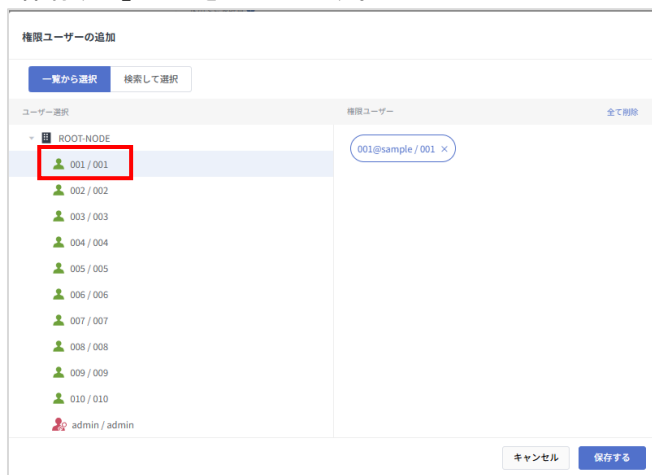 権限ユーザーの追加
一覧から選択 検索して選択
ユーザー選択 権限ユーザー 全て削除
ROOT-NODE
001@sample / 001 ×
001 / 001
002 / 002
003 / 003
004 / 004
005 / 005
006 / 006
007 / 007
008 / 008
009 / 009
010 / 010
admin / admin
キャンセル 保存する